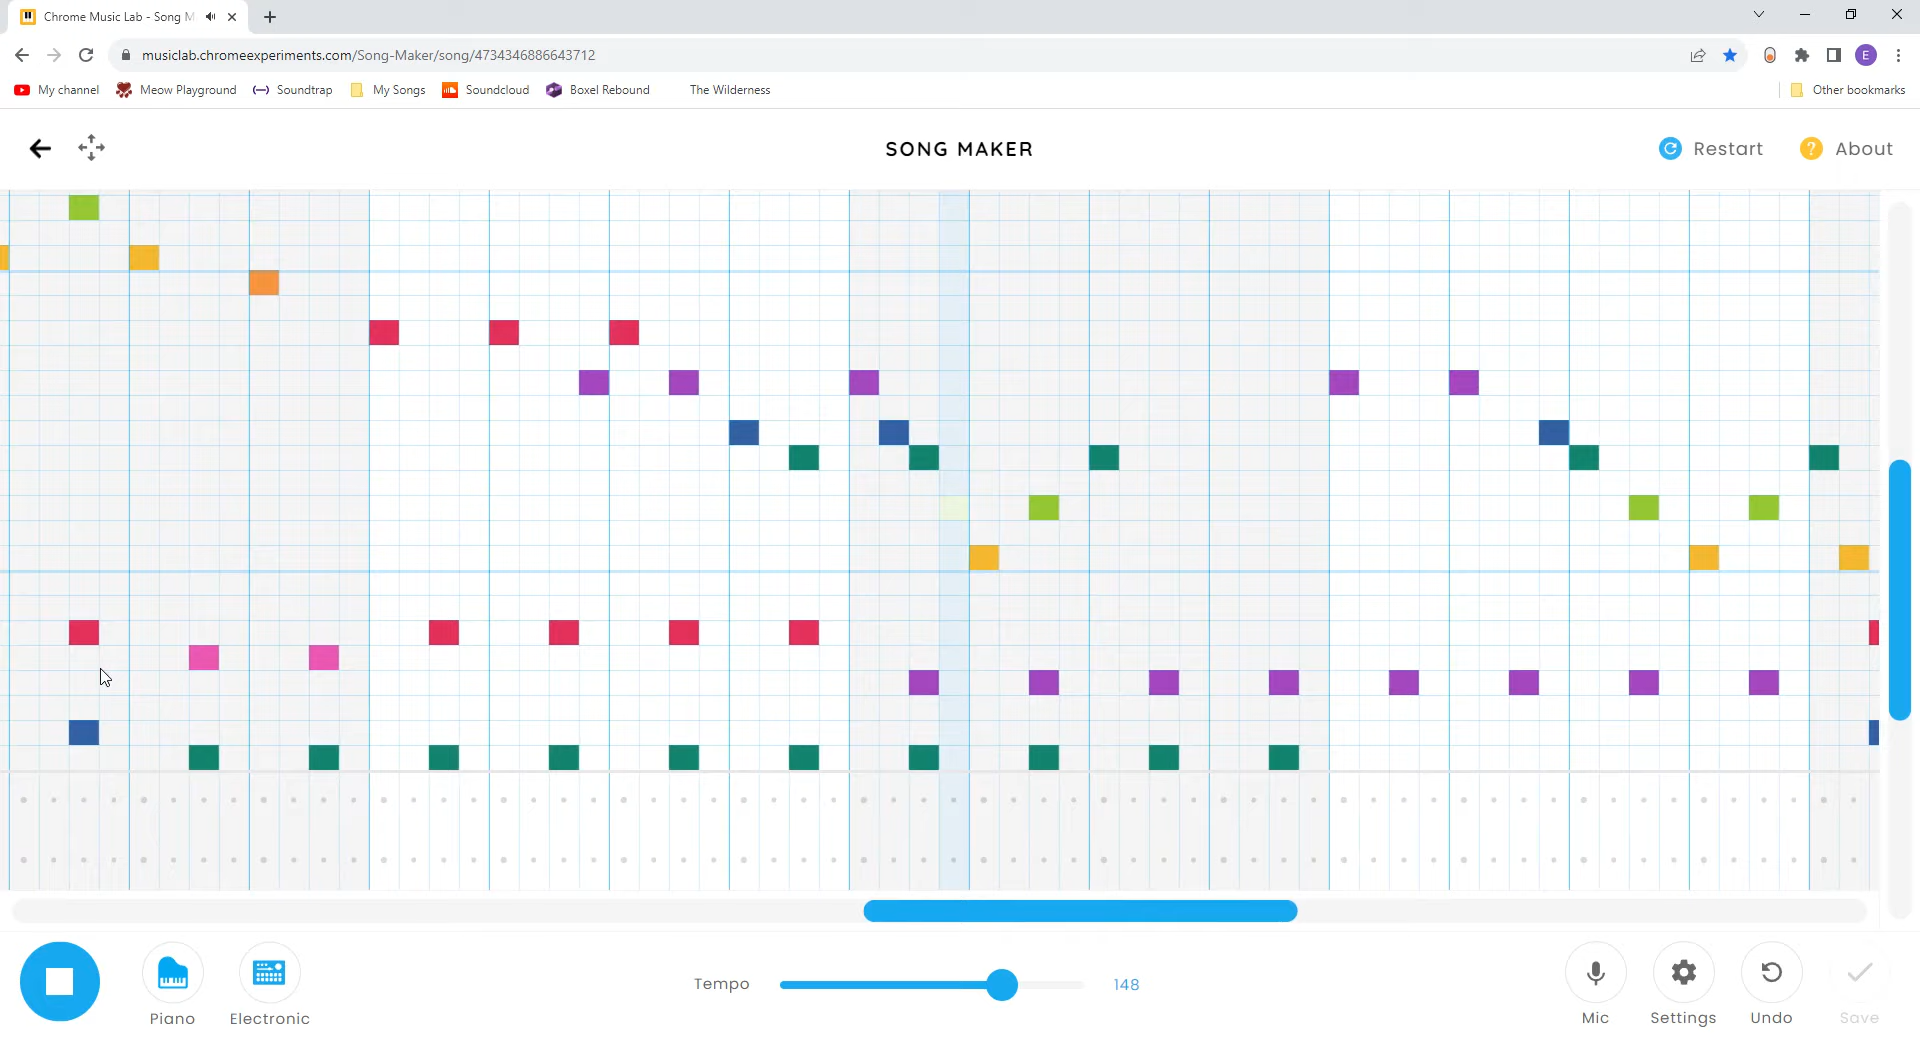 Chrome Music Lab - Song M
musiclab.chromeexperiments.com/Song-Maker/song/4734346886643712
E
My channel
Meow Playground
Soundtrap
My Songs
Soundcloud
Boxel Rebound
The Wilderness
Other bookmarks
SONG MAKER
Restart
? About
Piano
Electronic
Tempo
148
Mic
Settings
Undo
Save